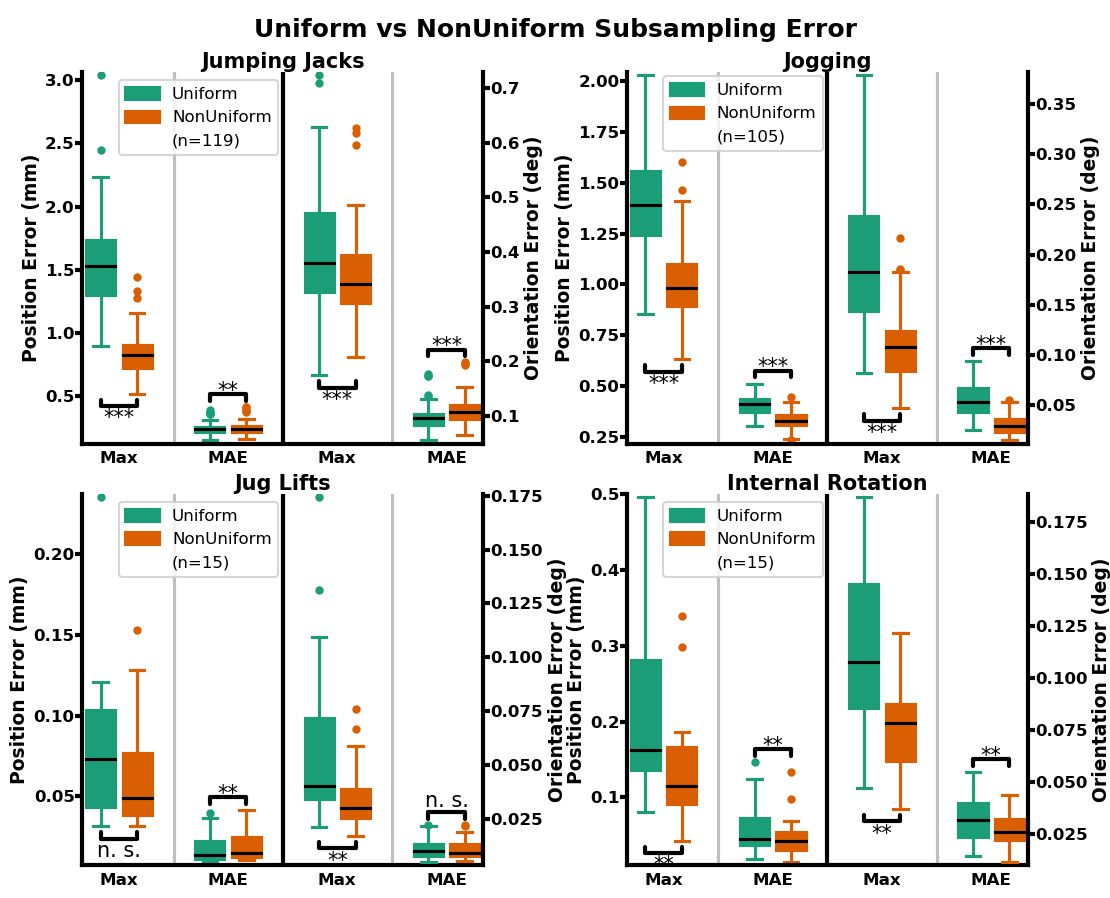 Uniform vs NonUniform Subsampling Error
Jumping Jacks
Position Error (mm)
3.0
2.5
2.0
1.5
1.0
0.5
Uniform
NonUniform
(n=119)
***
**
***
***
0.7
0.6
0.5
0.4
0.3
0.2
0.1
Orientation Error (deg)
Max
MAE
Max
MAE
Jogging
Position Error (mm)
2.00
1.75
1.50
1.25
1.00
0.75
0.50
0.25
Uniform
NonUniform
(n=105)
***
***
***
***
0.35
0.30
0.25
0.20
0.15
0.10
0.05
Orientation Error (deg)
Max
MAE
Max
MAE
Jug Lifts
Position Error (mm)
0.20
0.15
0.10
0.05
Uniform
NonUniform
(n=15)
n. s.
**
**
n. s.
0.175
0.150
0.125
0.100
0.075
0.050
0.025
Orientation Error (deg)
Max
MAE
Max
MAE
Internal Rotation
Position Error (mm)
0.5
0.4
0.3
0.2
0.1
Uniform
NonUniform
(n=15)
**
**
**
**
0.175
0.150
0.125
0.100
0.075
0.050
0.025
Orientation Error (deg)
Max
MAE
Max
MAE